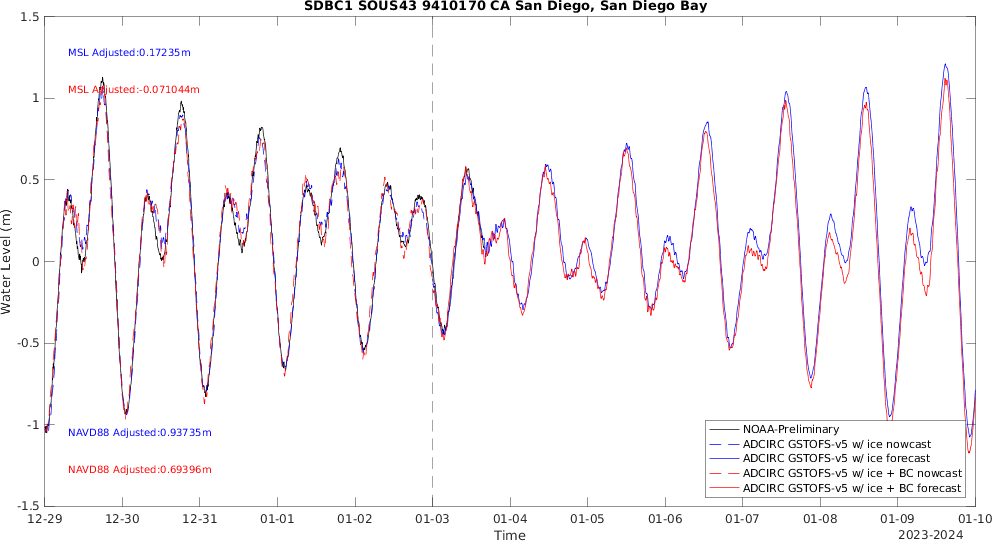 SDBC1 SOUS43 9410170 CA San Diego, San Diego Bay
1.5
MSL Adjusted:0.17235m
MSL Adjusted:-0.071044m
1
0.5
0
-0.5
-1
-1.5
Water Level (m)
NAVD88 Adjusted:0.93735m
NAVD88 Adjusted:0.69396m
NOAA-Preliminary
ADCIRC GSTOFS-v5 w/ ice nowcast
ADCIRC GSTOFS-v5 w/ ice forecast
ADCIRC GSTOFS-v5 w/ ice + BC nowcast
ADCIRC GSTOFS-v5 w/ ice + BC forecast
12-29 12-30 12-31 01-01 01-02 01-03 01-04 01-05 01-06 01-07 01-08 01-09 01-10
Time
2023-2024